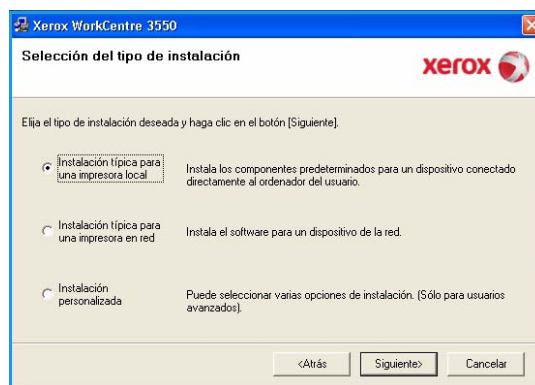 Xerox WorkCentre 3550
Selección del tipo de instalación
xerox
Elija el tipo de instalación deseada y haga clic en el botón [Siguiente].
Instalación típica para
una impresora local
Instala los componentes predeterminados para un dispositivo conectado
directamente al ordenador del usuario.
Instalación típica para
una impresora en red
Instala el software para un dispositivo de la red.
Instalación
personalizada
Puede seleccionar varias opciones de instalación. (Sólo para usuarios
avanzados).
<Atrás
Siguiente>
Cancelar